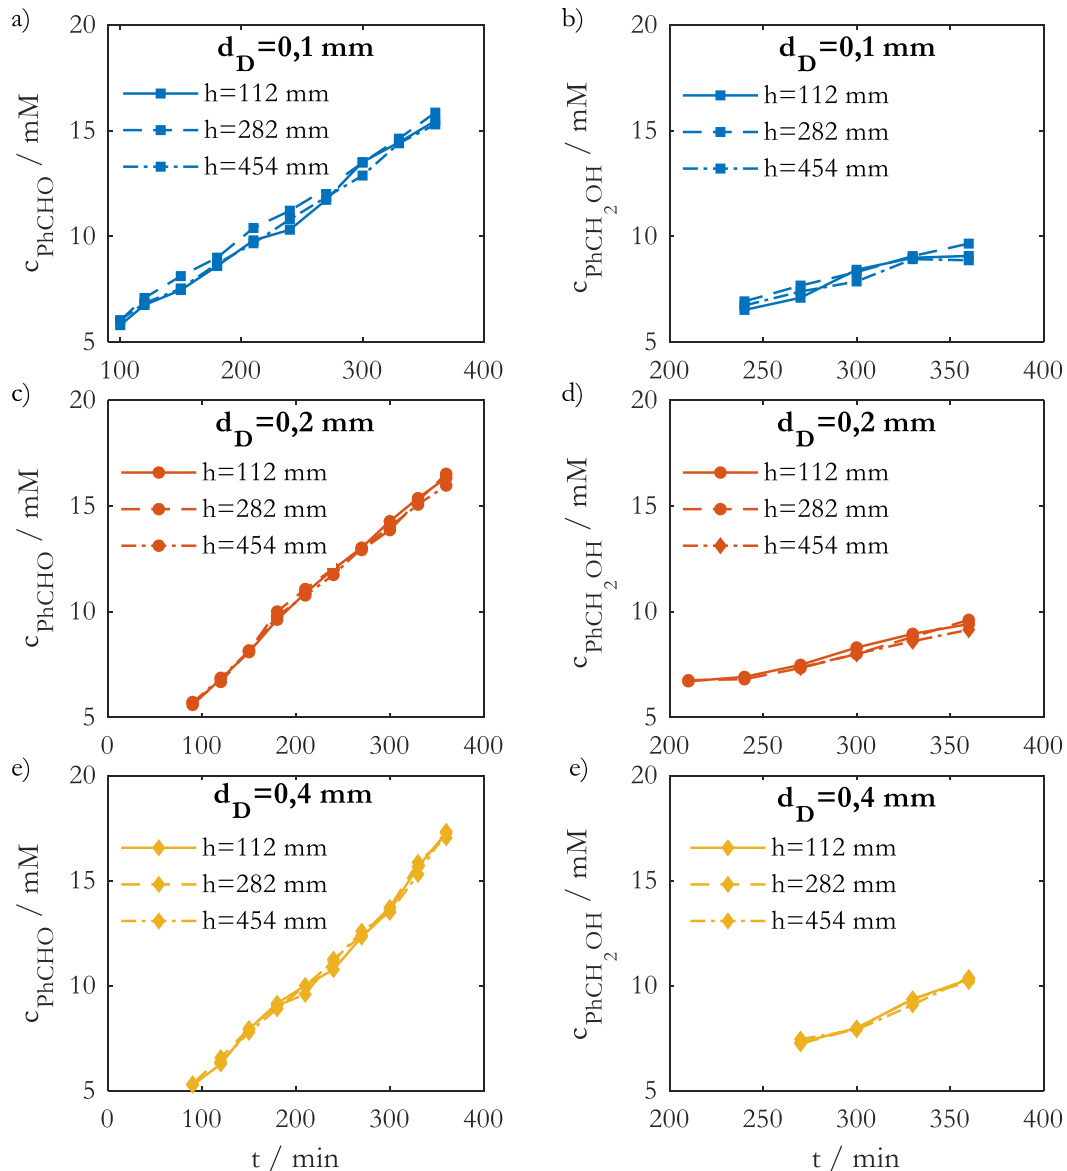 a)
d_D=0,1 mm
h=112 mm
h=282 mm
h=454 mm
c_PhCHO / mM
20
15
10
5
100
200
300
400
b)
d_D=0,1 mm
h=112 mm
h=282 mm
h=454 mm
c_PhCH_2OH / mM
20
15
10
5
200
250
300
350
400
c)
d_D=0,2 mm
h=112 mm
h=282 mm
h=454 mm
c_PhCHO / mM
20
15
10
5
0
100
200
300
400
d)
d_D=0,2 mm
h=112 mm
h=282 mm
h=454 mm
c_PhCH_2OH / mM
20
15
10
5
200
250
300
350
400
e)
d_D=0,4 mm
h=112 mm
h=282 mm
h=454 mm
c_PhCHO / mM
20
15
10
5
0
100
200
300
400
t / min
e)
d_D=0,4 mm
h=112 mm
h=282 mm
h=454 mm
c_PhCH_2OH / mM
20
15
10
5
200
250
300
350
400
t / min